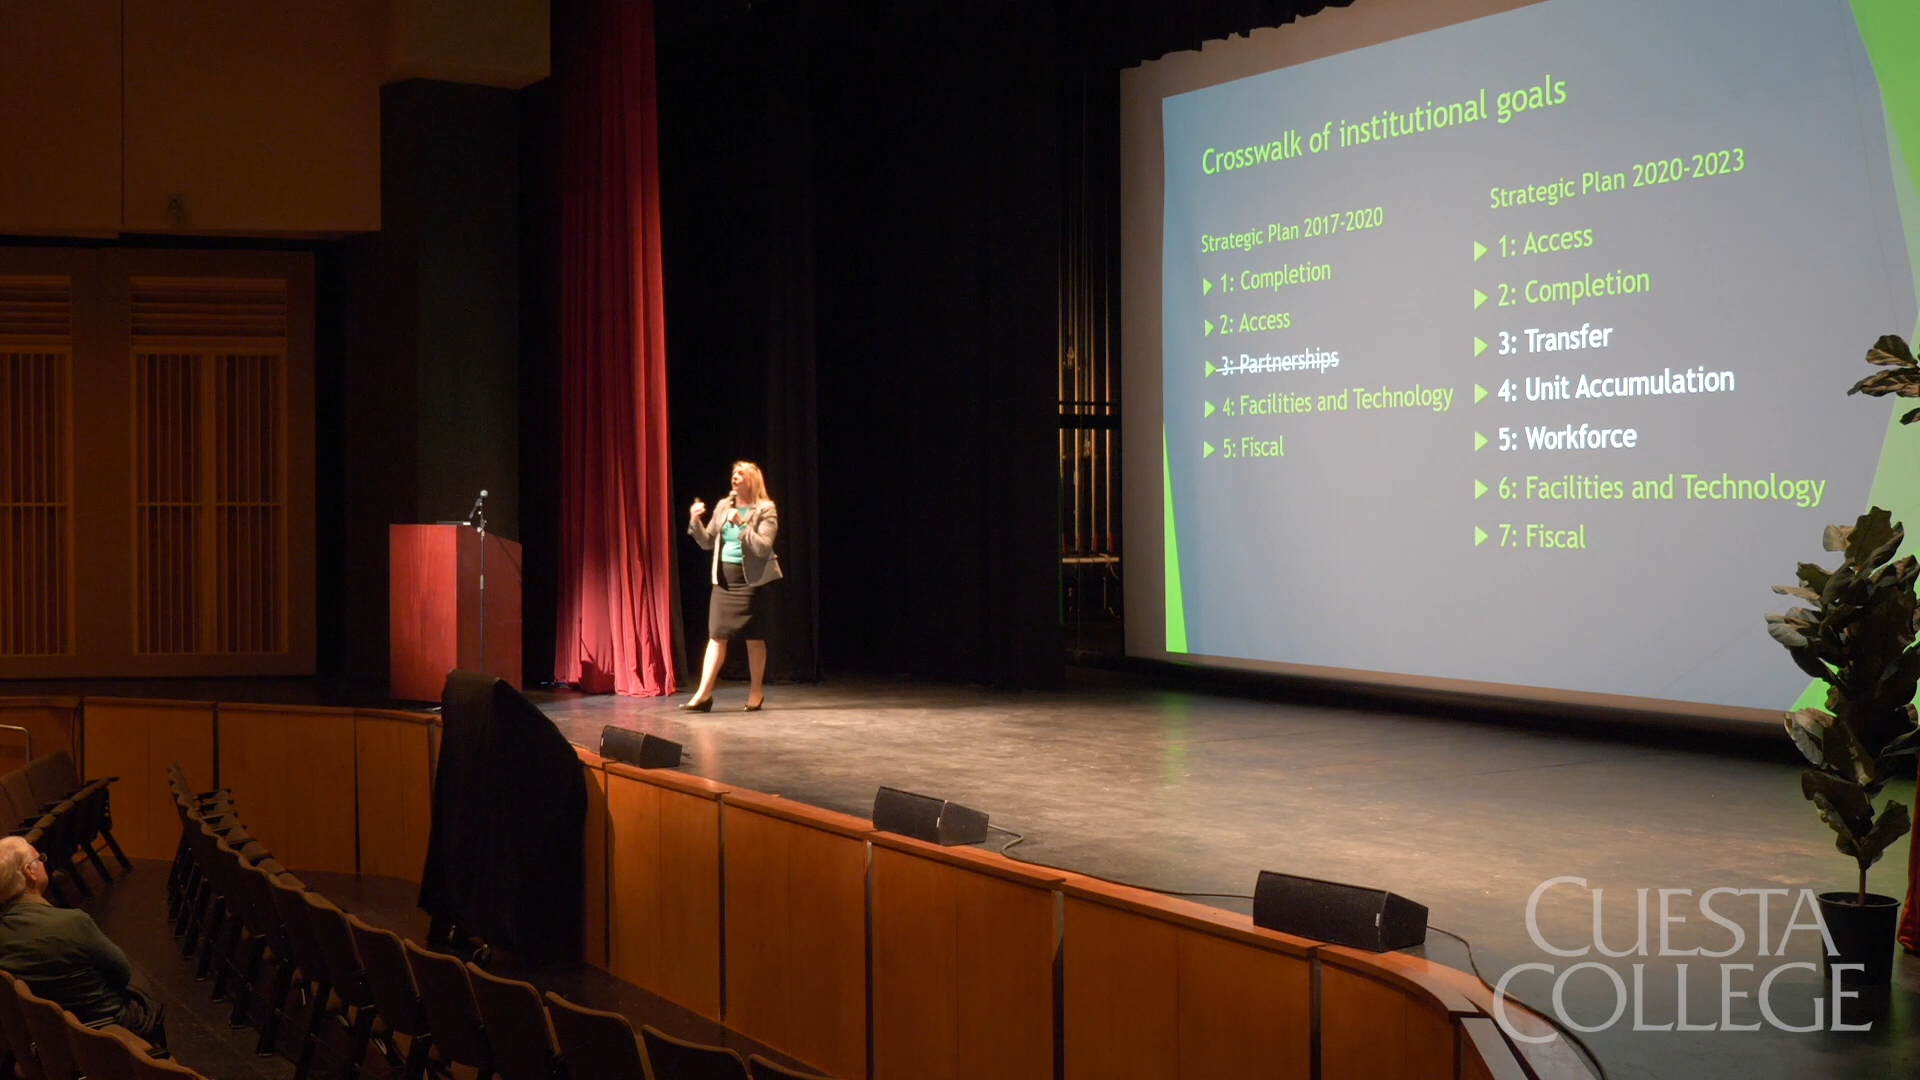 Crosswalk of institutional goals
Strategic Plan 2017-2020
1: Completion
2: Access
3: Partnerships
4: Facilities and Technology
5: Fiscal
Strategic Plan 2020-2023
1: Access
2: Completion
3: Transfer
4: Unit Accumulation
5: Workforce
6: Facilities and Technology
7: Fiscal
CUESTA
COLLEGE